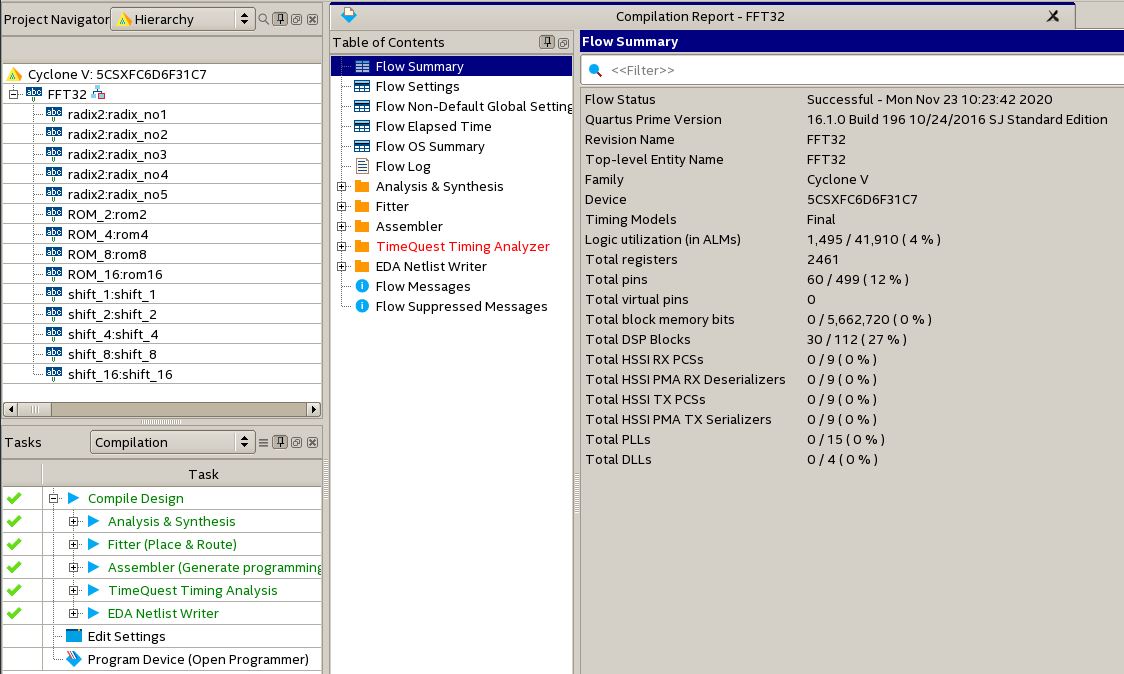 Project Navigator
Hierarchy
Cyclone V: 5CSXFC6D6F31C7
FFT32
radix2:radix_no1
radix2:radix_no2
radix2:radix_no3
radix2:radix_no4
radix2:radix_no5
ROM_2:rom2
ROM_4:rom4
ROM_8:rom8
ROM_16:rom16
shift_1:shift_1
shift_2:shift_2
shift_4:shift_4
shift_8:shift_8
shift_16:shift_16
Tasks
Compilation
Task
Compile Design
Analysis & Synthesis
Fitter (Place & Route)
Assembler (Generate programming
TimeQuest Timing Analysis
EDA Netlist Writer
Edit Settings
Program Device (Open Programmer)
Compilation Report - FFT32
Table of Contents
Flow Summary
Flow Settings
Flow Non-Default Global Setting
Flow Elapsed Time
Flow OS Summary
Flow Log
Analysis & Synthesis
Fitter
Assembler
TimeQuest Timing Analyzer
EDA Netlist Writer
Flow Messages
Flow Suppressed Messages
Flow Summary
<<Filter>>
Flow Status Successful - Mon Nov 23 10:23:42 2020
Quartus Prime Version 16.1.0 Build 196 10/24/2016 SJ Standard Edition
Revision Name FFT32
Top-level Entity Name FFT32
Family Cyclone V
Device 5CSXFC6D6F31C7
Timing Models Final
Logic utilization (in ALMs) 1,495 / 41,910 ( 4 % )
Total registers 2461
Total pins 60 / 499 ( 12 % )
Total virtual pins 0
Total block memory bits 0 / 5,662,720 ( 0 % )
Total DSP Blocks 30 / 112 ( 27 % )
Total HSSI RX PCSs 0 / 9 ( 0 % )
Total HSSI PMA RX Deserializers 0 / 9 ( 0 % )
Total HSSI TX PCSs 0 / 9 ( 0 % )
Total HSSI PMA TX Serializers 0 / 9 ( 0 % )
Total PLLs 0 / 15 ( 0 % )
Total DLLs 0 / 4 ( 0 % )